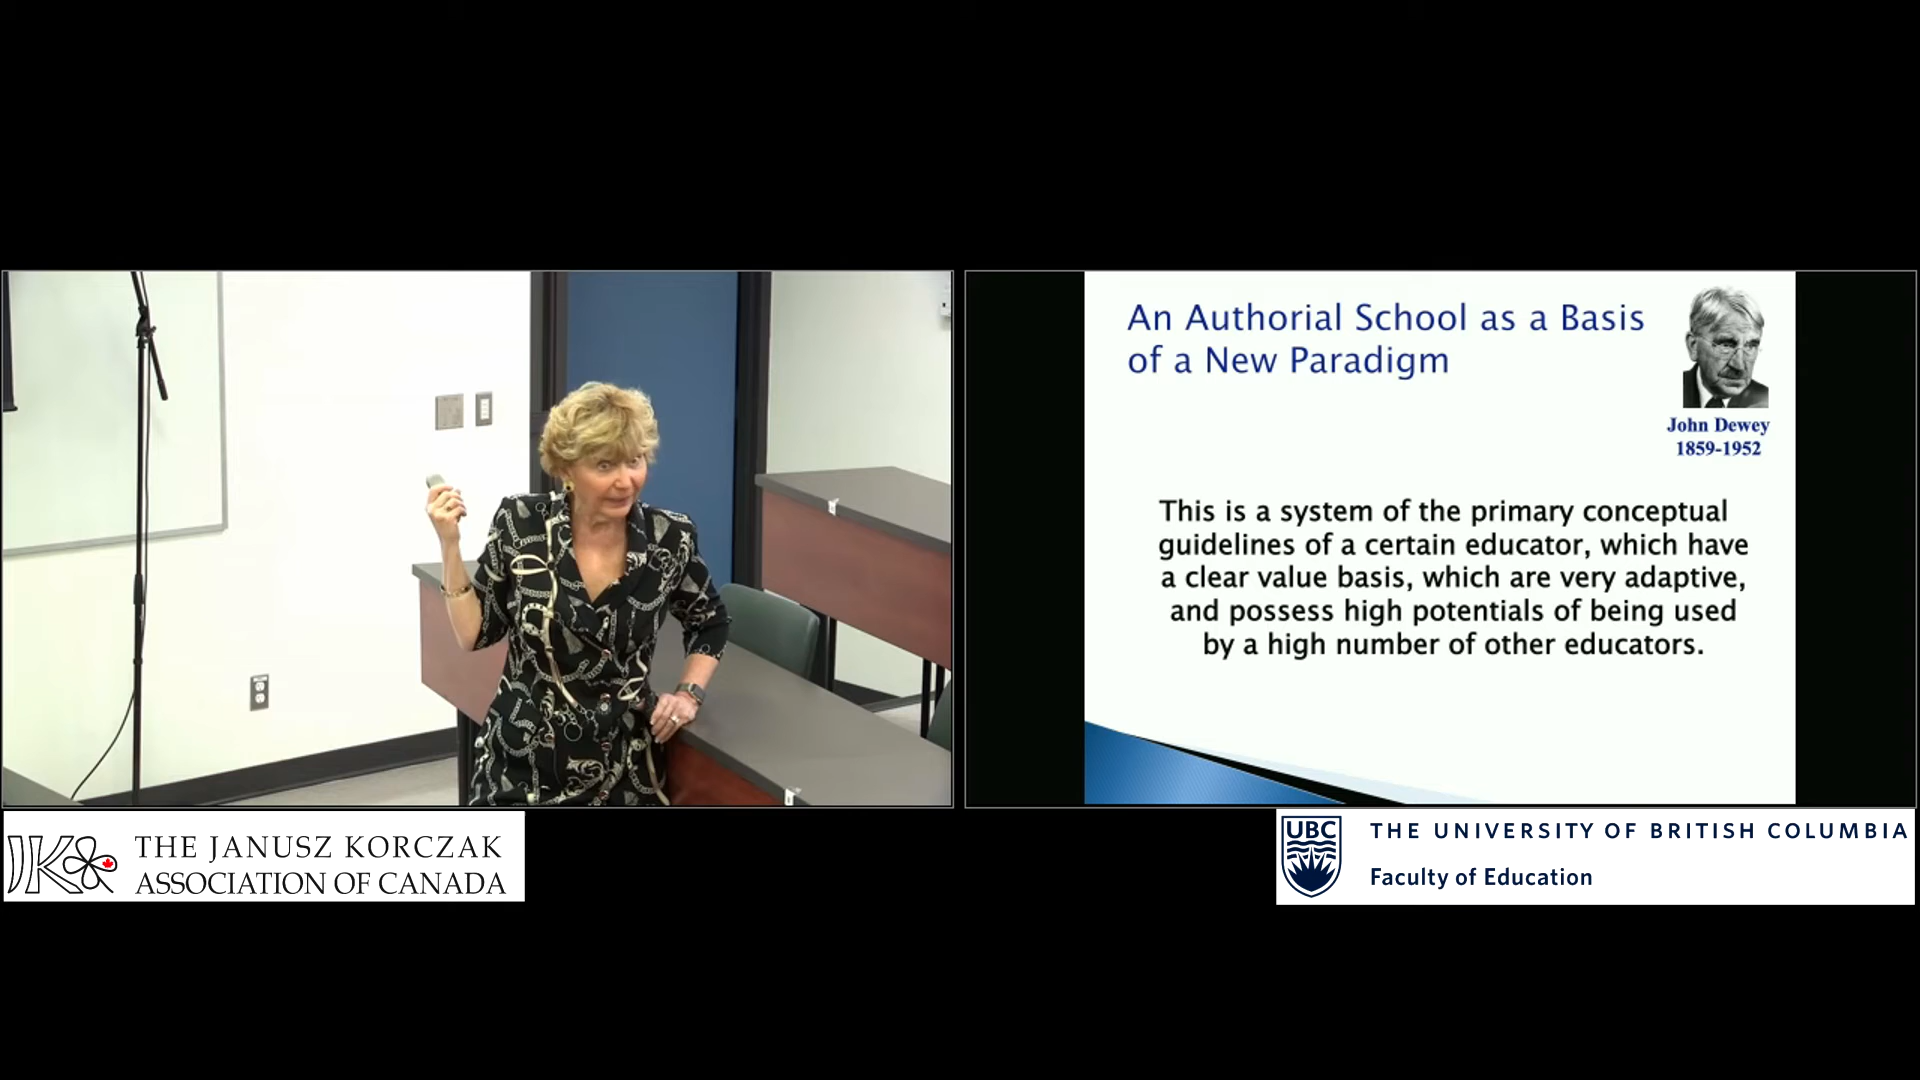 An Authorial School as a Basis
of a New Paradigm
John Dewey
1859-1952
This is a system of the primary conceptual
guidelines of a certain educator, which have
a clear value basis, which are very adaptive,
and possess high potentials of being used
by a high number of other educators.
JK
THE JANUSZ KORCZAK
ASSOCIATION OF CANADA
UBC
THE UNIVERSITY OF BRITISH COLUMBIA
Faculty of Education